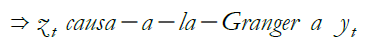 ⇒ z_t causa−a−la−Granger a y_t